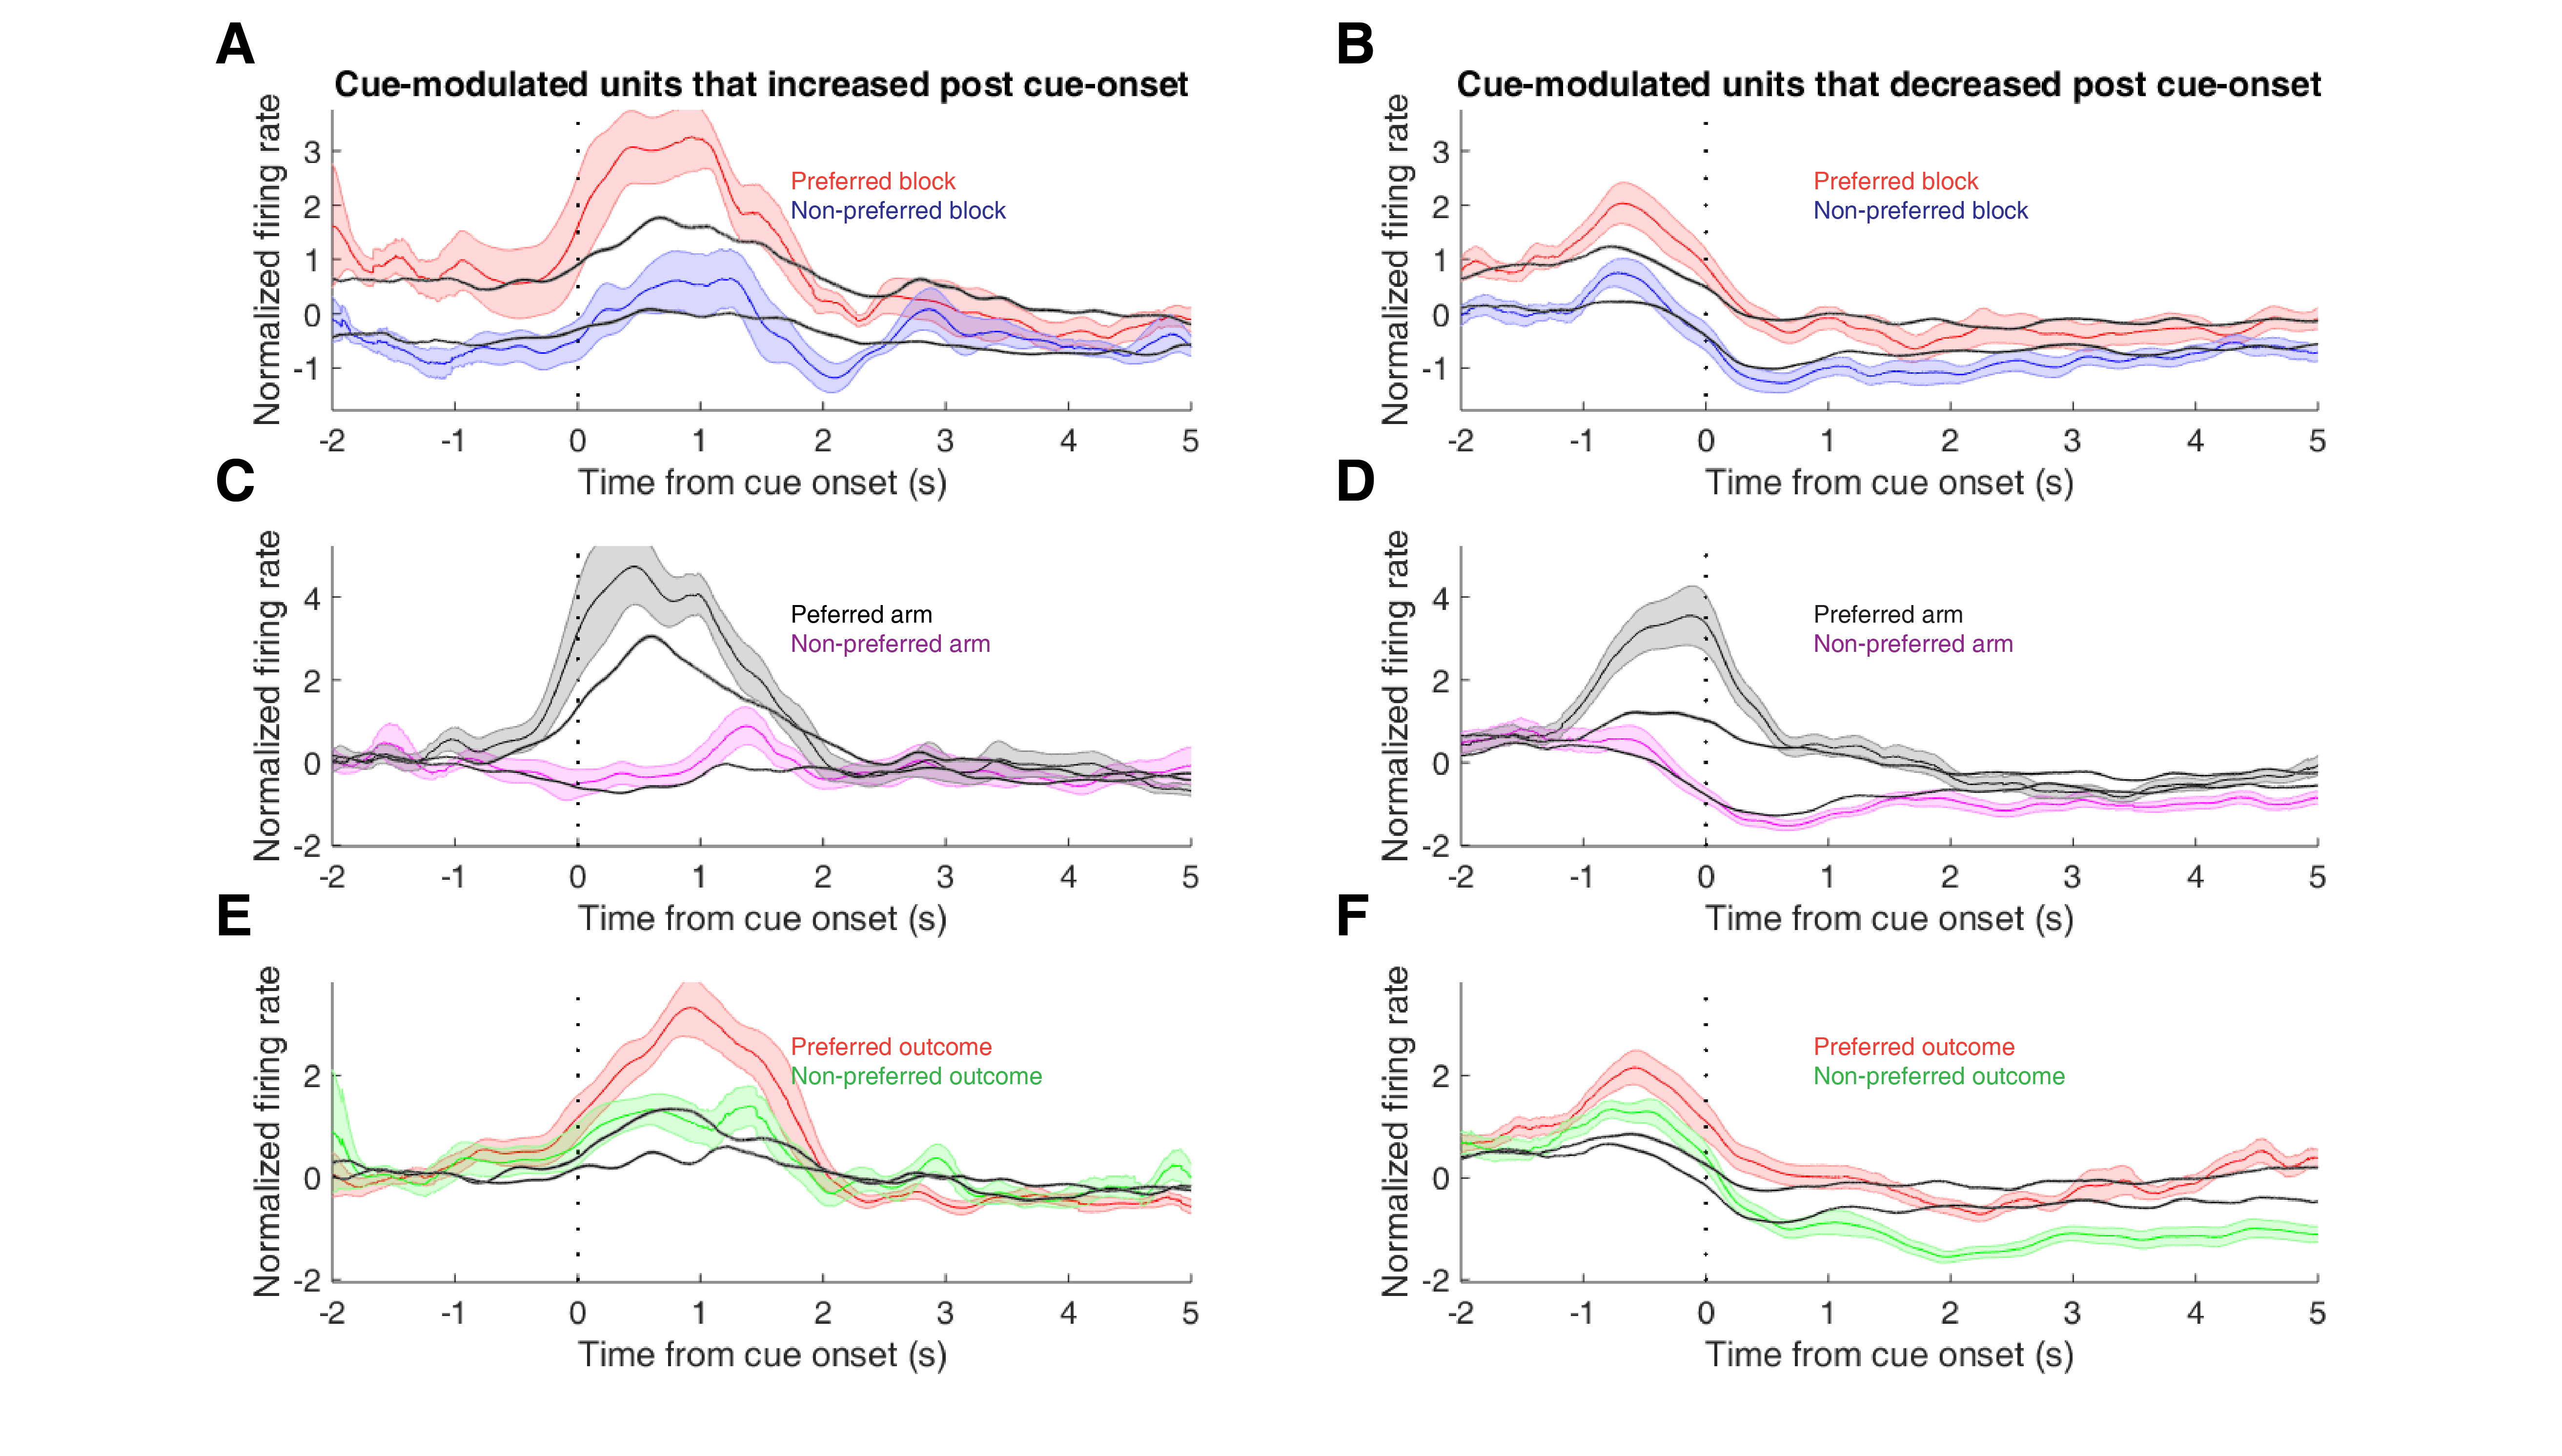 A
Cue-modulated units that increased post cue-onset
Normalized firing rate
3
2
1
0
-1
Preferred block
Non-preferred block
-2 -1 0 1 2 3 4 5
Time from cue onset (s)
B
Cue-modulated units that decreased post cue-onset
Normalized firing rate
3
2
1
0
-1
Preferred block
Non-preferred block
-2 -1 0 1 2 3 4 5
Time from cue onset (s)
C
Normalized firing rate
4
2
0
-2
Peferred arm
Non-preferred arm
-2 -1 0 1 2 3 4 5
Time from cue onset (s)
D
Normalized firing rate
4
2
0
-2
Preferred arm
Non-preferred arm
-2 -1 0 1 2 3 4 5
Time from cue onset (s)
E
Normalized firing rate
2
0
-2
Preferred outcome
Non-preferred outcome
-2 -1 0 1 2 3 4 5
Time from cue onset (s)
F
Normalized firing rate
2
0
-2
Preferred outcome
Non-preferred outcome
-2 -1 0 1 2 3 4 5
Time from cue onset (s)